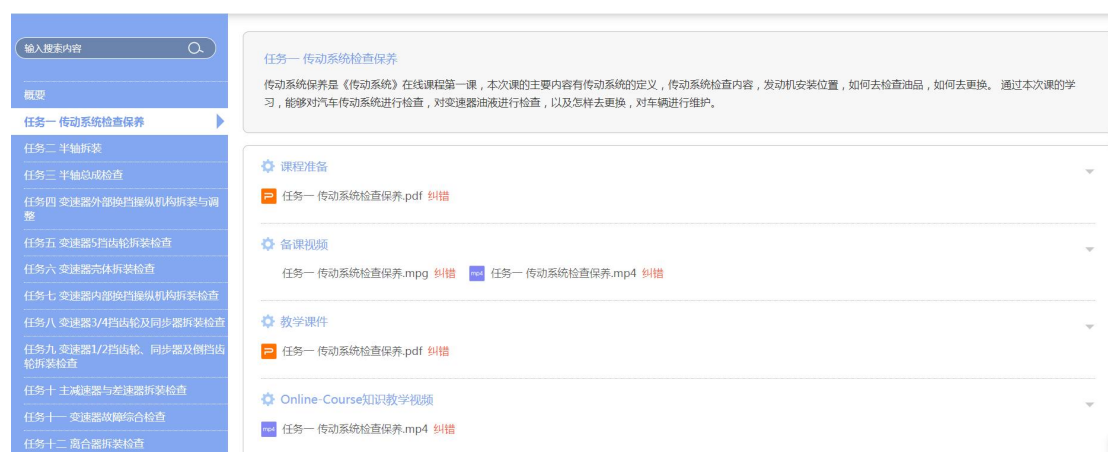 输入搜索内容
概要
任务一 传动系统检查保养
任务二 半轴拆装
任务三 半轴总成检查
任务四 变速器外部换挡操纵机构拆装与调
整
任务五 变速器5挡齿轮拆装检查
任务六 变速器壳体拆装检查
任务七 变速器内部换挡操纵机构拆装检查
任务八 变速器3/4挡齿轮及同步器拆装检查
任务九 变速器1/2挡齿轮、同步器及倒挡齿
轮拆装检查
任务十 主减速器与差速器拆装检查
任务十一 变速器故障综合检查
任务十二 离合器拆装检查
任务一 传动系统检查保养
传动系统保养是《传动系统》在线课程第一课，本次课的主要内容有传动系统的定义，传动系统检查内容，发动机安装位置，如何去检查油品，如何去更换。 通过本次课的学
习，能够对汽车传动系统进行检查，对变速器油液进行检查，以及怎样去更换，对车辆进行维护。
课程准备
任务一 传动系统检查保养.pdf 纠错
备课视频
任务一 传动系统检查保养.mpg 纠错 mp4 任务一 传动系统检查保养.mp4 纠错
教学课件
任务一 传动系统检查保养.pdf 纠错
Online-Course知识教学视频
mp4 任务一 传动系统检查保养.mp4 纠错